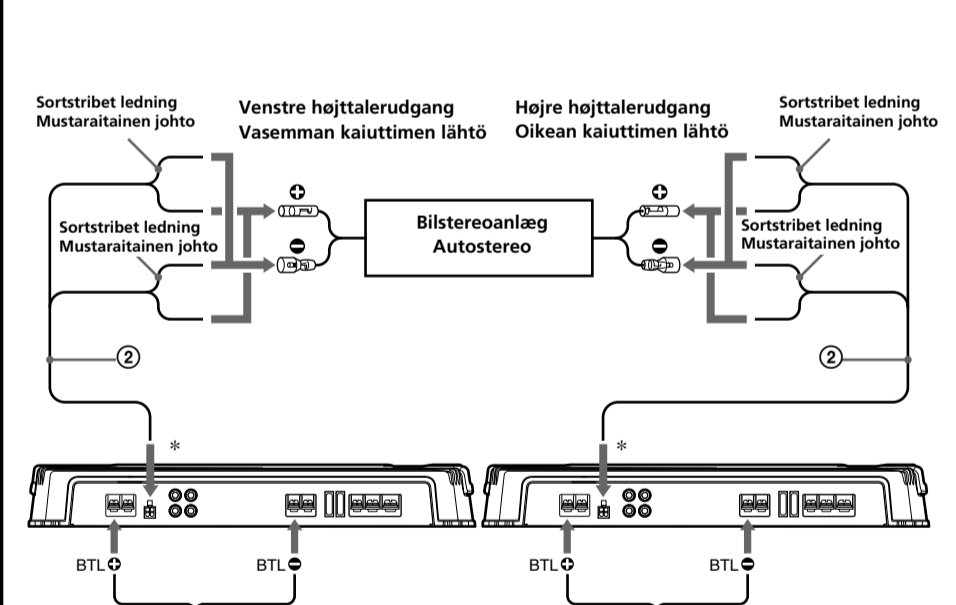 Sortstribet ledning
Mustaraitainen johto
Venstre højttalerudgang
Vasemman kaiuttimen lähtö
Højre højttalerudgang
Oikean kaiuttimen lähtö
Sortstribet ledning
Mustaraitainen johto
+
+
Sortstribet ledning
Mustaraitainen johto
Bilstereoanlæg
Autostereo
Sortstribet ledning
Mustaraitainen johto
−
−
②
②
*
*
BTL +
BTL −
BTL +
BTL −